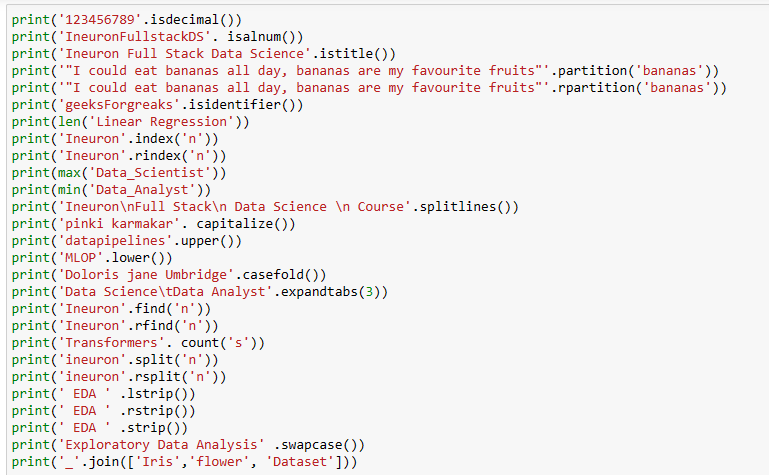 print('123456789'.isdecimal())
print('IneuronFullstackDS'. isalnum())
print('Ineuron Full Stack Data Science'.istitle())
print('"I could eat bananas all day, bananas are my favourite fruits"'.partition('bananas'))
print('"I could eat bananas all day, bananas are my favourite fruits"'.rpartition('bananas'))
print('geeksForgreaks'.isidentifier())
print(len('Linear Regression'))
print('Ineuron'.index('n'))
print('Ineuron'.rindex('n'))
print(max('Data_Scientist'))
print(min('Data_Analyst'))
print('Ineuron\nFull Stack\n Data Science \n Course'.splitlines())
print('pinki karmakar'. capitalize())
print('datapipelines'.upper())
print('MLOP'.lower())
print('Doloris jane Umbridge'.casefold())
print('Data Science\tData Analyst'.expandtabs(3))
print('Ineuron'.find('n'))
print('Ineuron'.rfind('n'))
print('Transformers'. count('s'))
print('ineuron'.split('n'))
print('ineuron'.rsplit('n'))
print(' EDA ' .lstrip())
print(' EDA ' .rstrip())
print(' EDA ' .strip())
print('Exploratory Data Analysis' .swapcase())
print('_'.join(['Iris','flower', 'Dataset']))